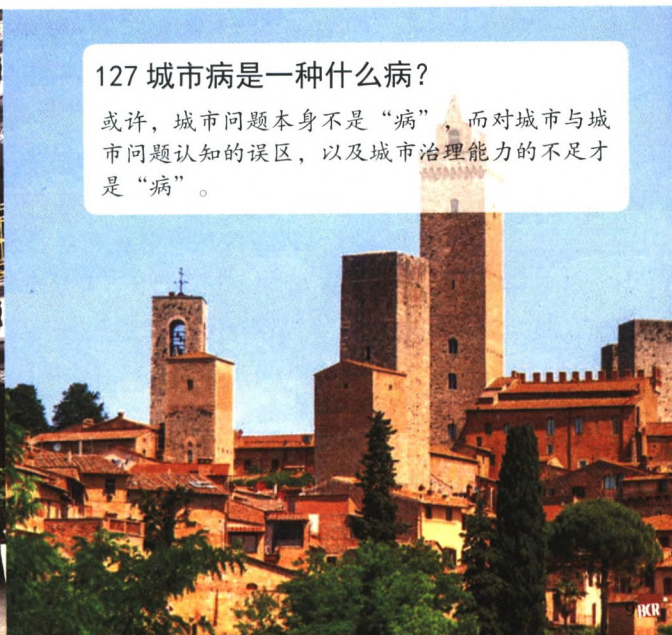 127 城市病是一种什么病?
或许，城市问题本身不是“病”，而对城市与城
市问题认知的误区，以及城市治理能力的不足才
是“病”。
HCR